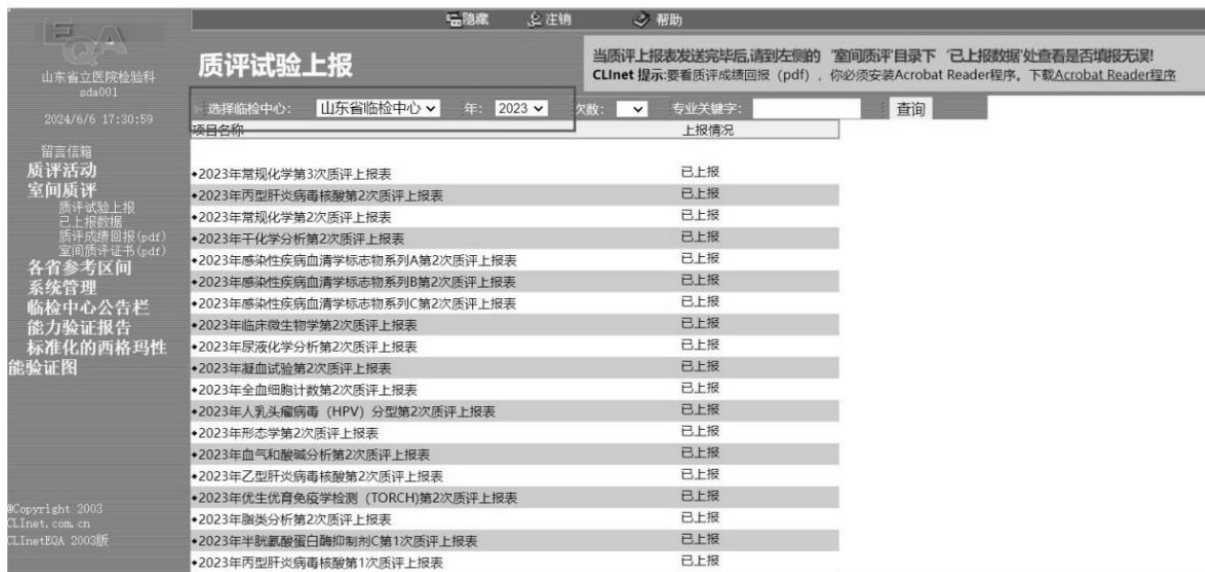 隐藏 注销 帮助
EQA
山东省立医院检验科
sda001
2024/6/6 17:30:59
留言信箱
质评活动
室间质评
质评试验上报
已上报数据
质评成绩回报(pdf)
室间质评证书(pdf)
各省参考区间
系统管理
临检中心公告栏
能力验证报告
标准化的西格玛性
能验证图
@Copyright 2003
CLInet.com.cn
CLInetEQA 2003版
质评试验上报
当质评上报表发送完毕后,请到左侧的 "室间质评"目录下 "已上报数据"处查看是否填报无误!
CLInet 提示:要看质评成绩回报（pdf），你必须安装Acrobat Reader程序。下载Acrobat Reader程序
选择临检中心： 山东省临检中心 年： 2023 次数： 专业关键字： 查询
项目名称 上报情况
◆2023年常规化学第3次质评上报表 已上报
◆2023年丙型肝炎病毒核酸第2次质评上报表 已上报
◆2023年常规化学第2次质评上报表 已上报
◆2023年干化学分析第2次质评上报表 已上报
◆2023年感染性疾病血清学标志物系列A第2次质评上报表 已上报
◆2023年感染性疾病血清学标志物系列B第2次质评上报表 已上报
◆2023年感染性疾病血清学标志物系列C第2次质评上报表 已上报
◆2023年临床微生物学第2次质评上报表 已上报
◆2023年尿液化学分析第2次质评上报表 已上报
◆2023年凝血试验第2次质评上报表 已上报
◆2023年全血细胞计数第2次质评上报表 已上报
◆2023年人乳头瘤病毒（HPV）分型第2次质评上报表 已上报
◆2023年形态学第2次质评上报表 已上报
◆2023年血气和酸碱分析第2次质评上报表 已上报
◆2023年乙型肝炎病毒核酸第2次质评上报表 已上报
◆2023年优生优育免疫学检测（TORCH)第2次质评上报表 已上报
◆2023年脂类分析第2次质评上报表 已上报
◆2023年半胱氨酸蛋白酶抑制剂C第1次质评上报表 已上报
◆2023年丙型肝炎病毒核酸第1次质评上报表 已上报